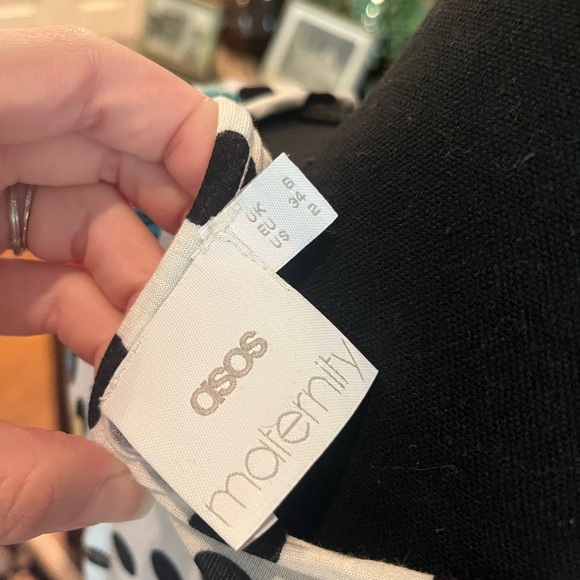 UK 6
EU 34
US 2
asos
maternity